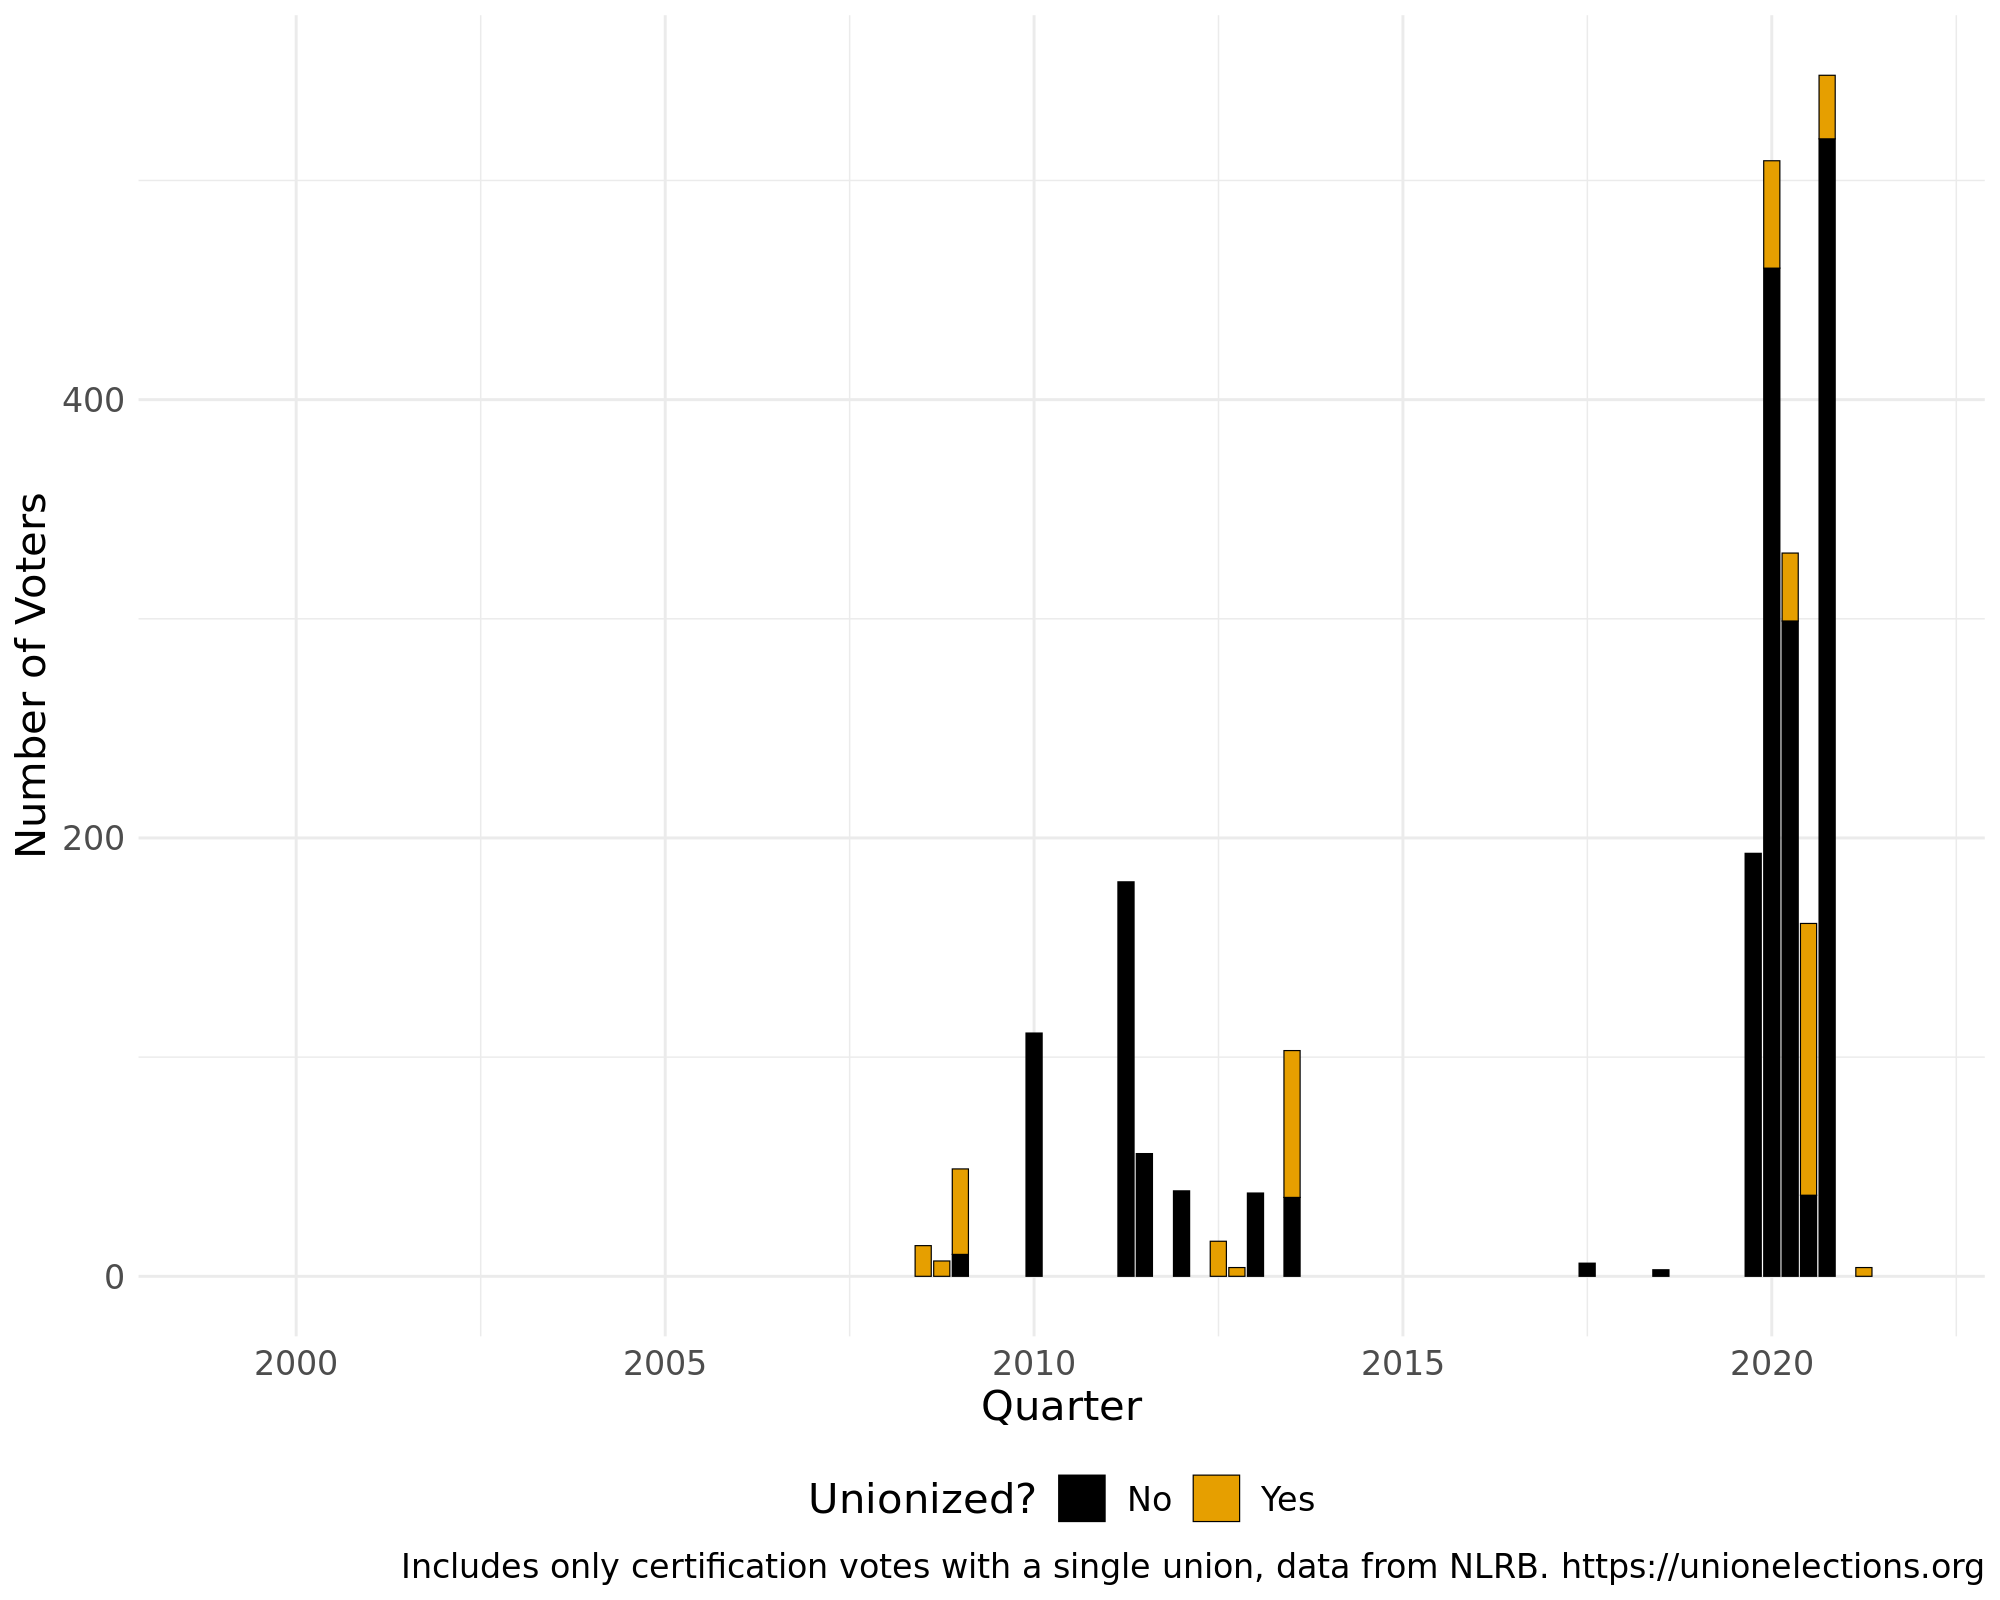 Number of Voters
400
200
0
2000 2005 2010 2015 2020
Quarter
Unionized? No Yes
Includes only certification votes with a single union, data from NLRB. https://unionelections.org